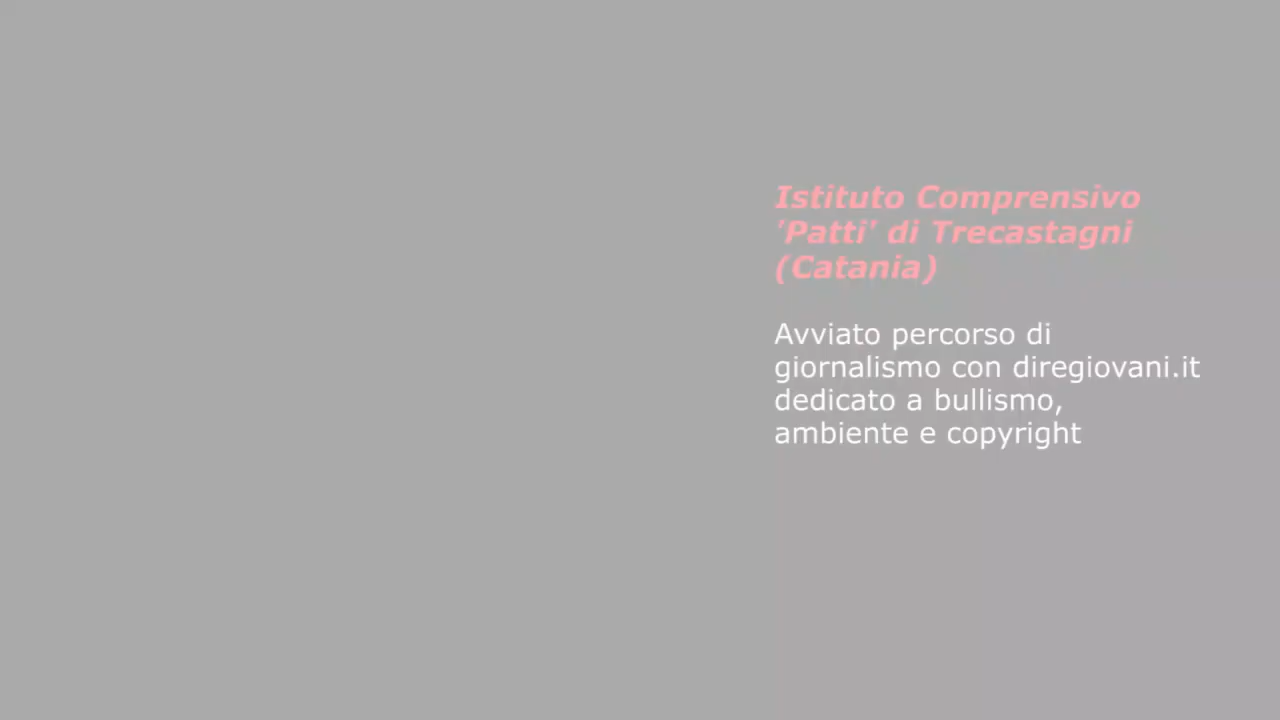 Istituto Comprensivo
'Patti' di Trecastagni
(Catania)
Avviato percorso di
giornalismo con diregiovani.it
dedicato a bullismo,
ambiente e copyright